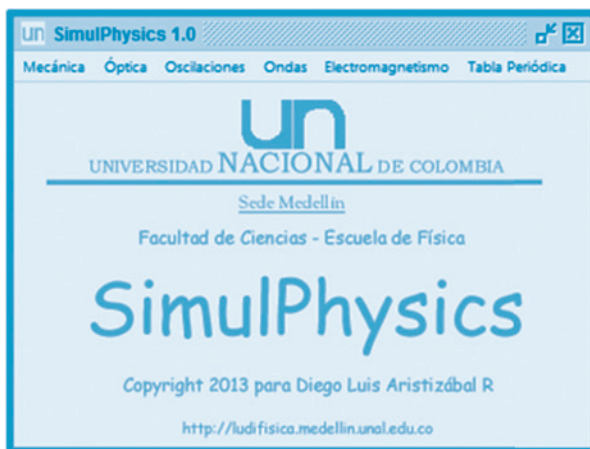 un SimulPhysics 1.0
Mecánica Óptica Oscilaciones Ondas Electromagnetismo Tabla Periódica
un
UNIVERSIDAD NACIONAL DE COLOMBIA
Sede Medellín
Facultad de Ciencias - Escuela de Física
SimulPhysics
Copyright 2013 para Diego Luis Aristizábal R
http://ludifisica.medellin.unal.edu.co